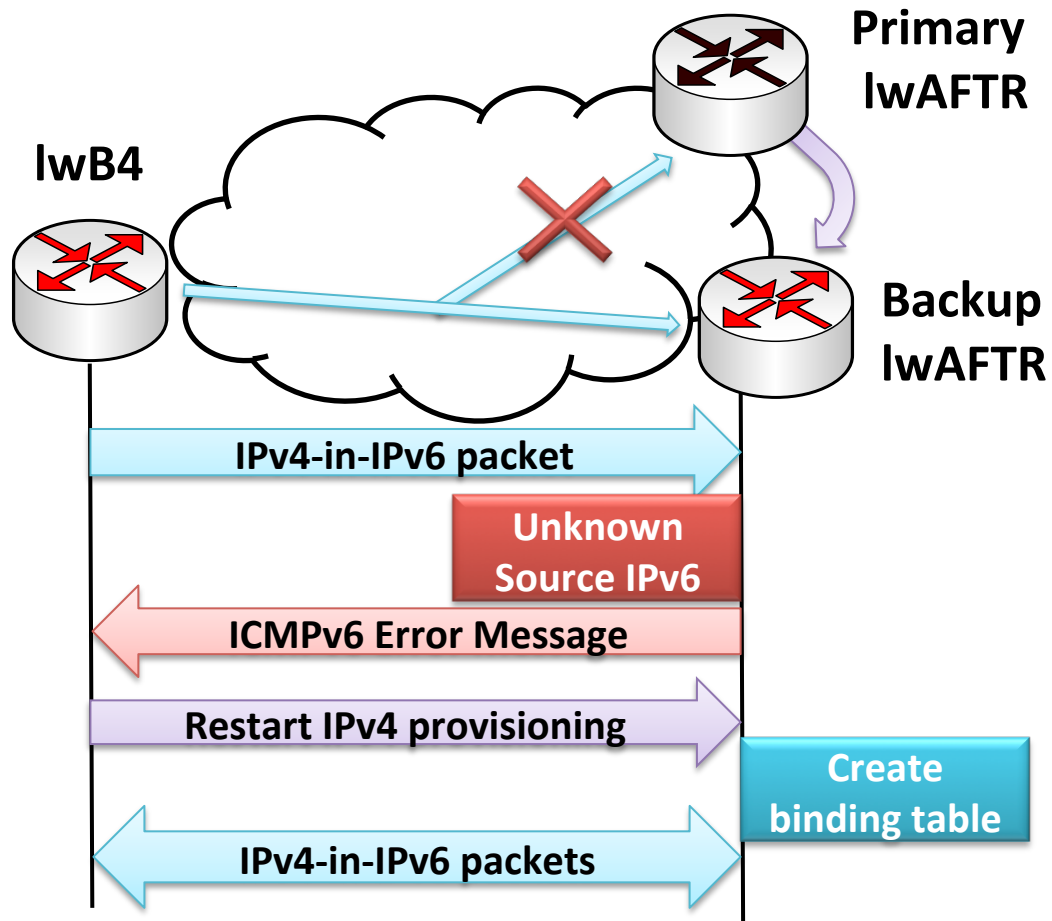 Primary
lwAFTR
lwB4
Backup
lwAFTR
IPv4-in-IPv6 packet
Unknown
Source IPv6
ICMPv6 Error Message
Restart IPv4 provisioning
Create
binding table
IPv4-in-IPv6 packets